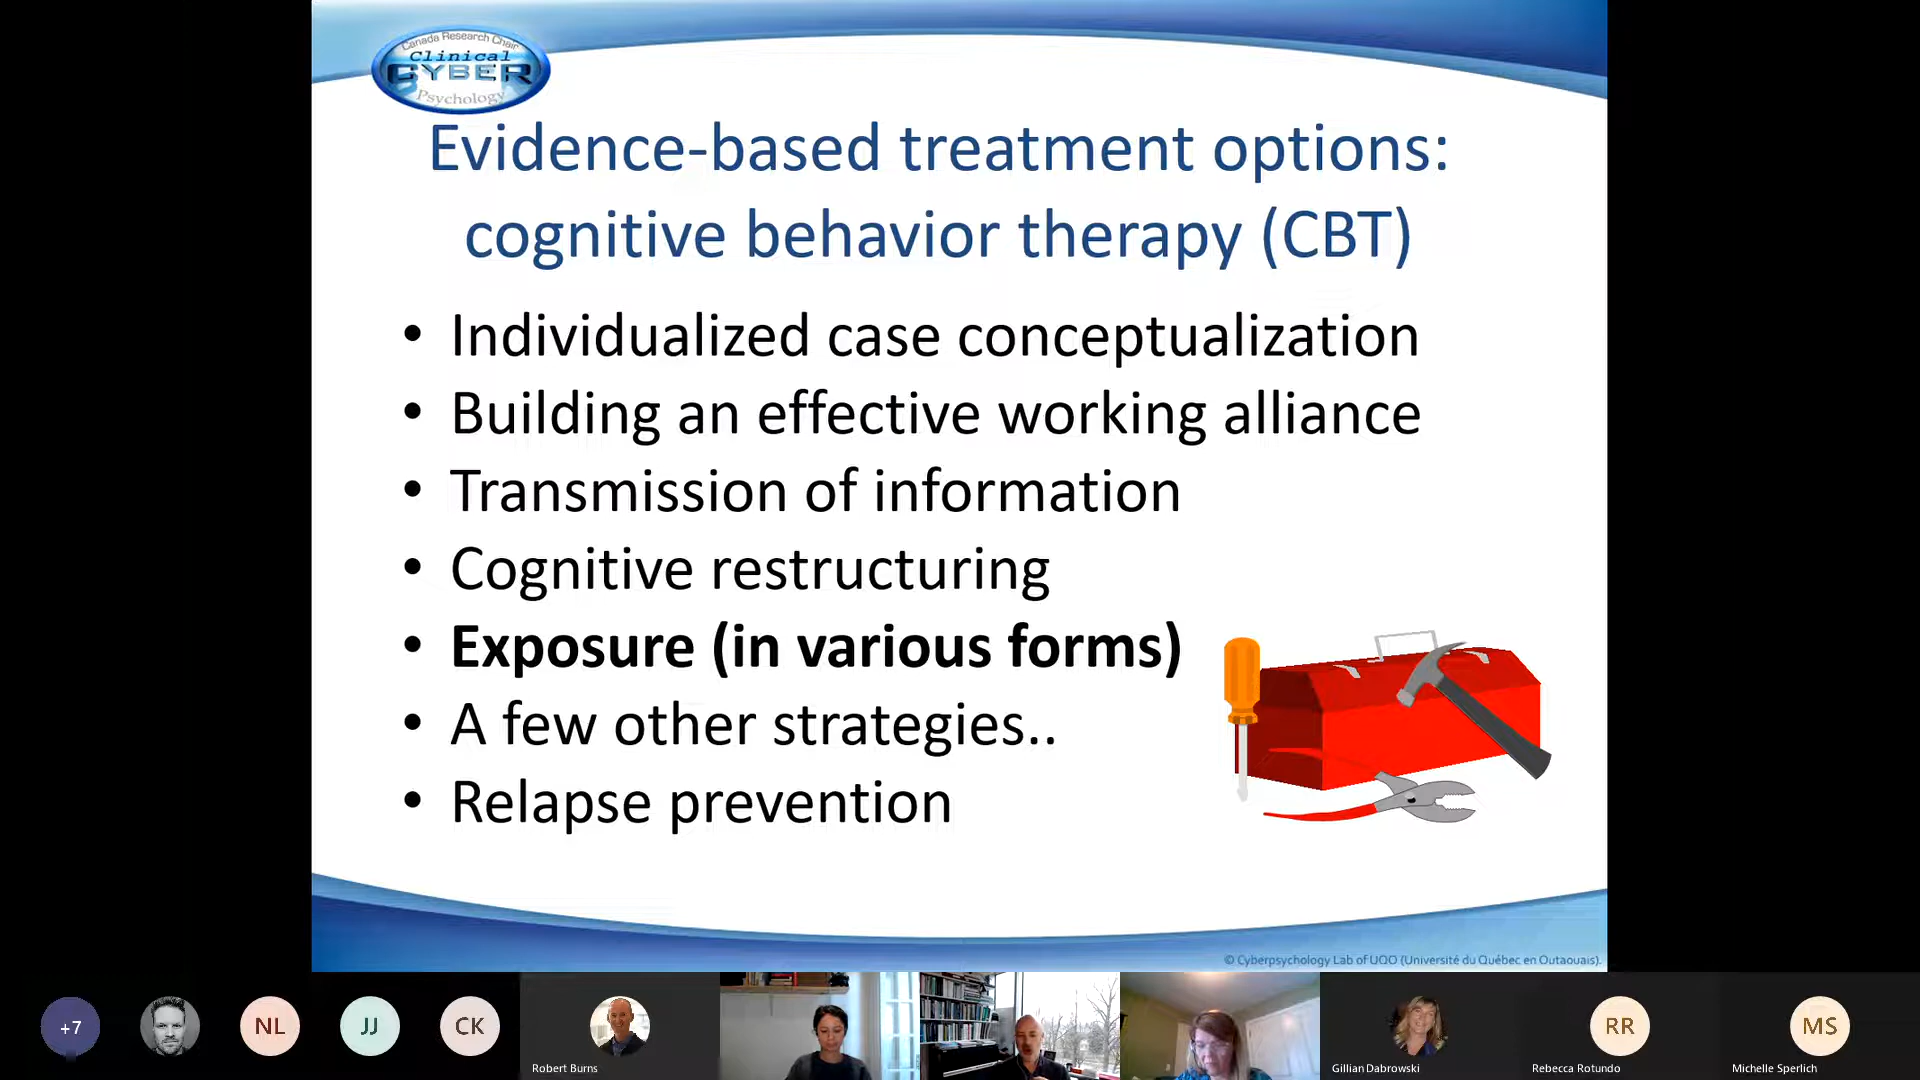 Canada Research Chair
Clinical
CYBER
Psychology
Evidence-based treatment options:
cognitive behavior therapy (CBT)
• Individualized case conceptualization
• Building an effective working alliance
• Transmission of information
• Cognitive restructuring
• Exposure (in various forms)
• A few other strategies..
• Relapse prevention
© Cyberpsychology Lab of UQO (Université du Québec en Outaouais).
+7
NL
JJ
CK
RR
MS
Robert Burns
Gillian Dabrowski
Rebecca Rotundo
Michelle Sperlich